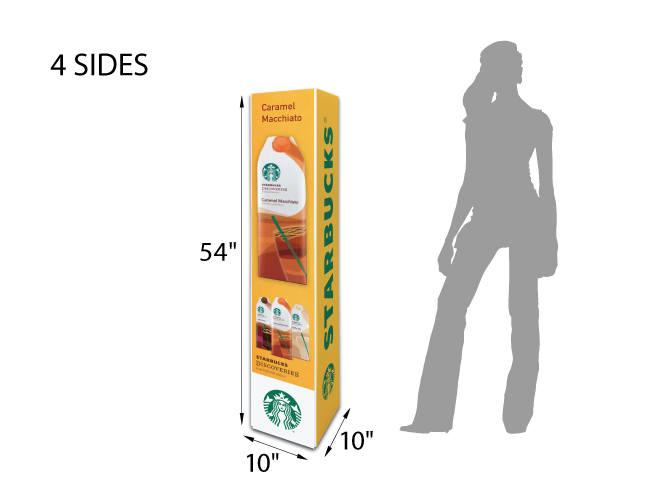 4 SIDES
Caramel
Macchiato
STARBUCKS
DISCOVERIES
Caramel Macchiato
STARBUCKS®
54"
STARBUCKS
DISCOVERIES
10"
10"